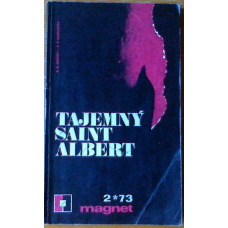 TAJEMNÝ
SAINT
ALBERT
2*73
magnet